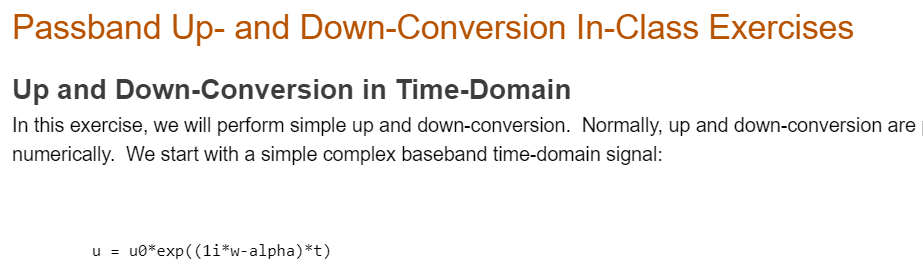 Passband Up- and Down-Conversion In-Class Exercises
Up and Down-Conversion in Time-Domain
In this exercise, we will perform simple up and down-conversion. Normally, up and down-conversion are
numerically. We start with a simple complex baseband time-domain signal:
u = u0*exp((1i*w-alpha)*t)